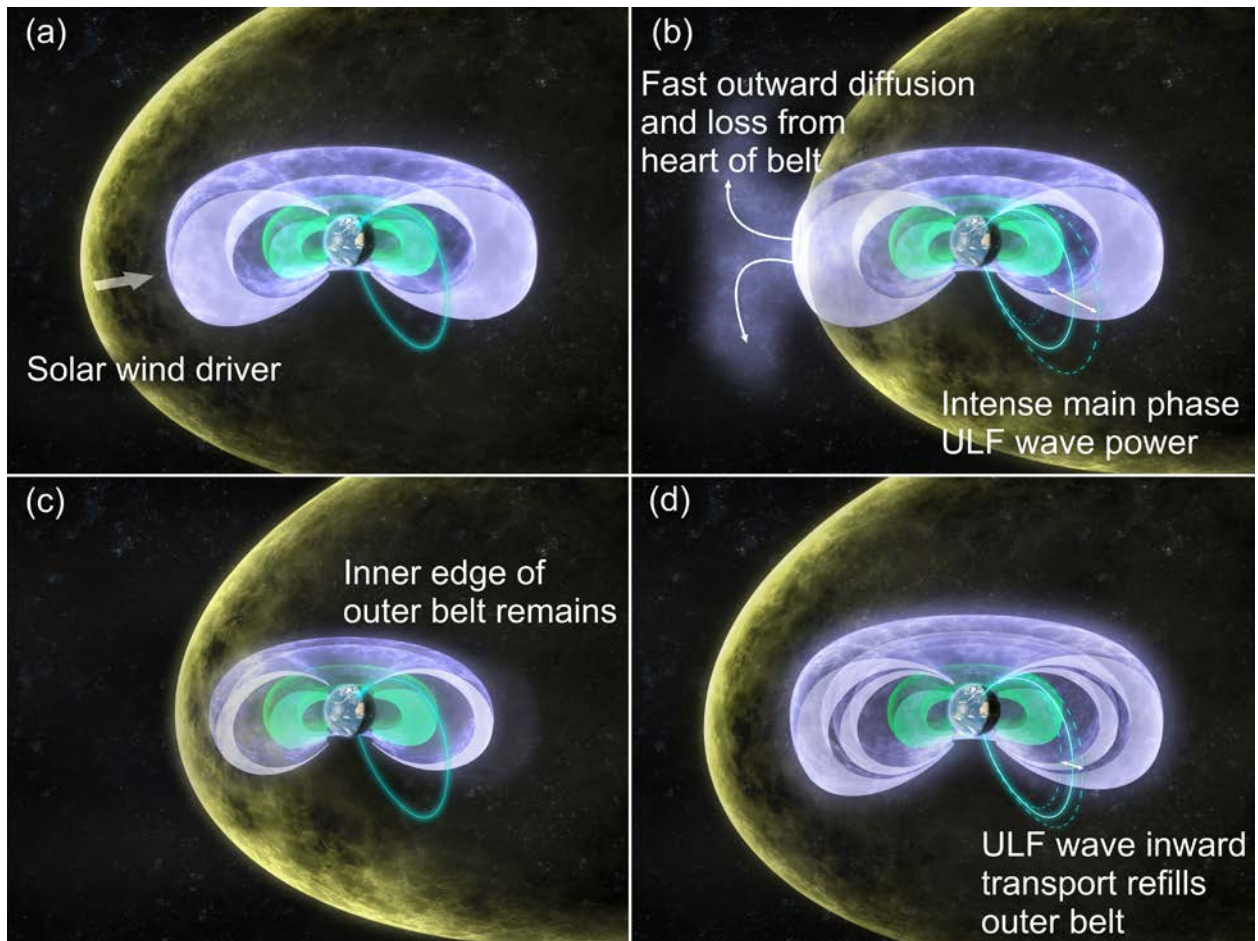 (a)
Solar wind driver
(b)
Fast outward diffusion
and loss from
heart of belt
Intense main phase
ULF wave power
(c)
Inner edge of
outer belt remains
(d)
ULF wave inward
transport refills
outer belt